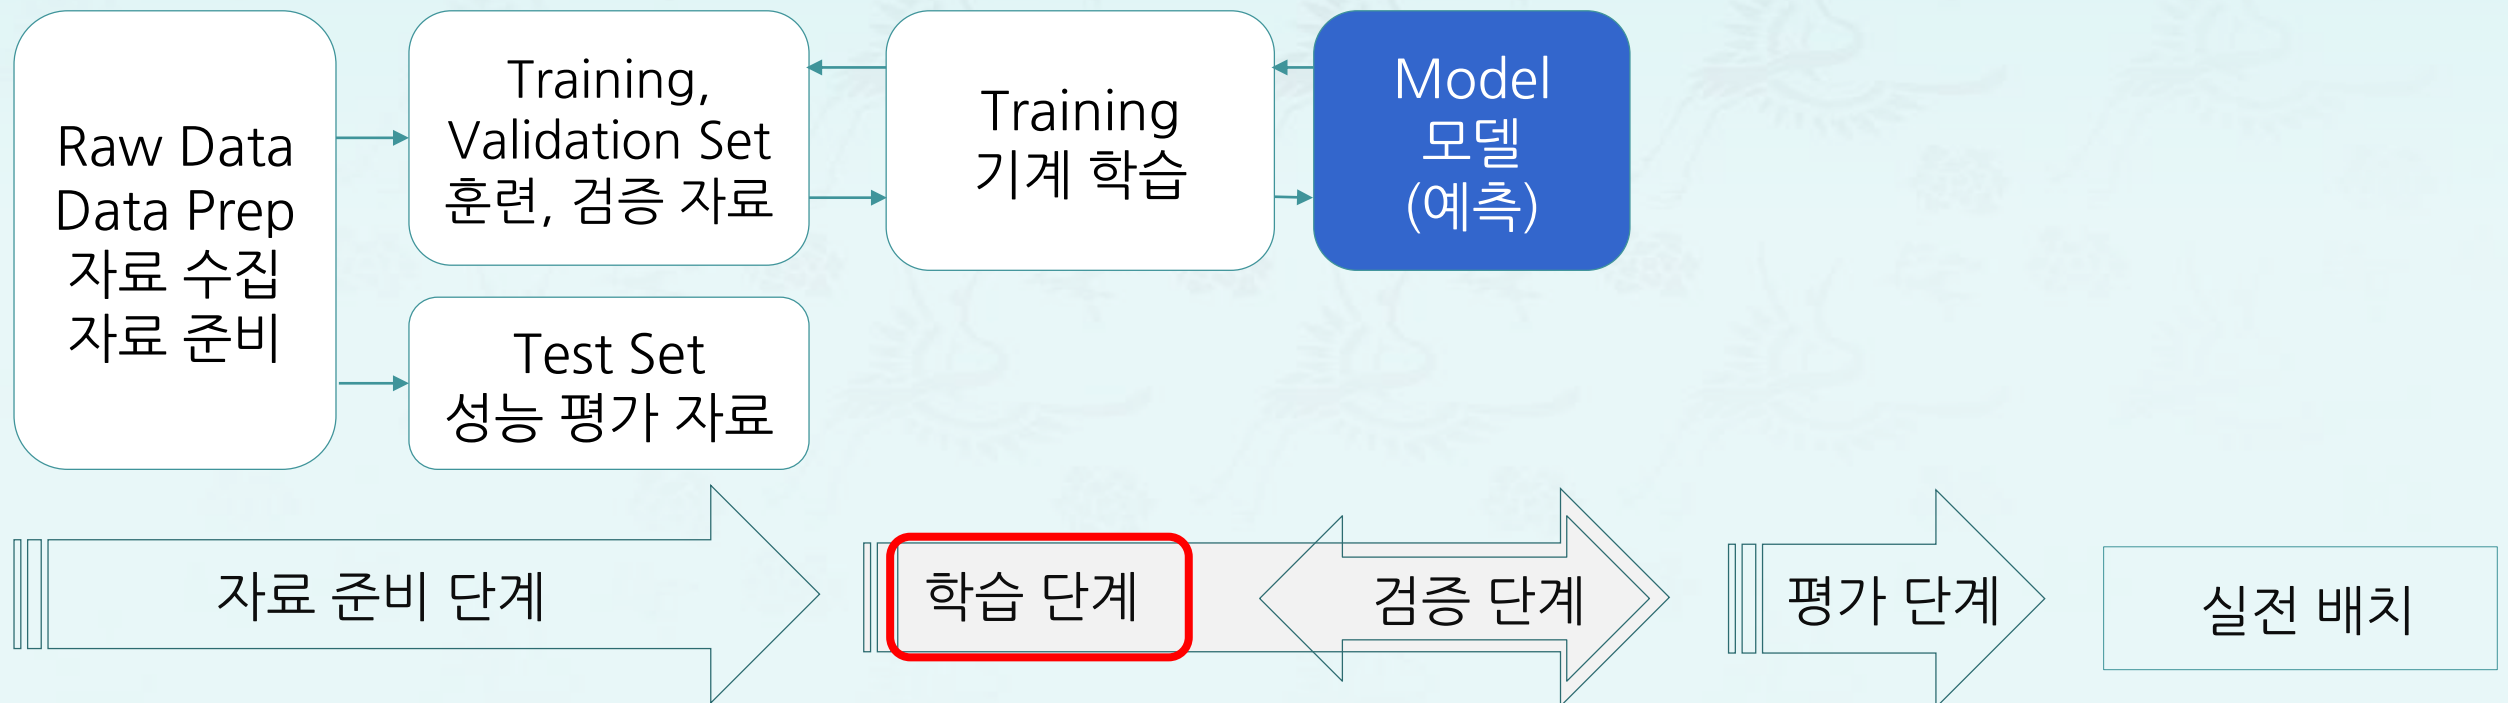 Raw Data
Data Prep
자료 수집
자료 준비
Training,
Validation Set
훈련, 검증 자료
Test Set
성능 평가 자료
Training
기계 학습
Model
모델
(예측)
자료 준비 단계
학습 단계
검증 단계
평가 단계
실전 배치